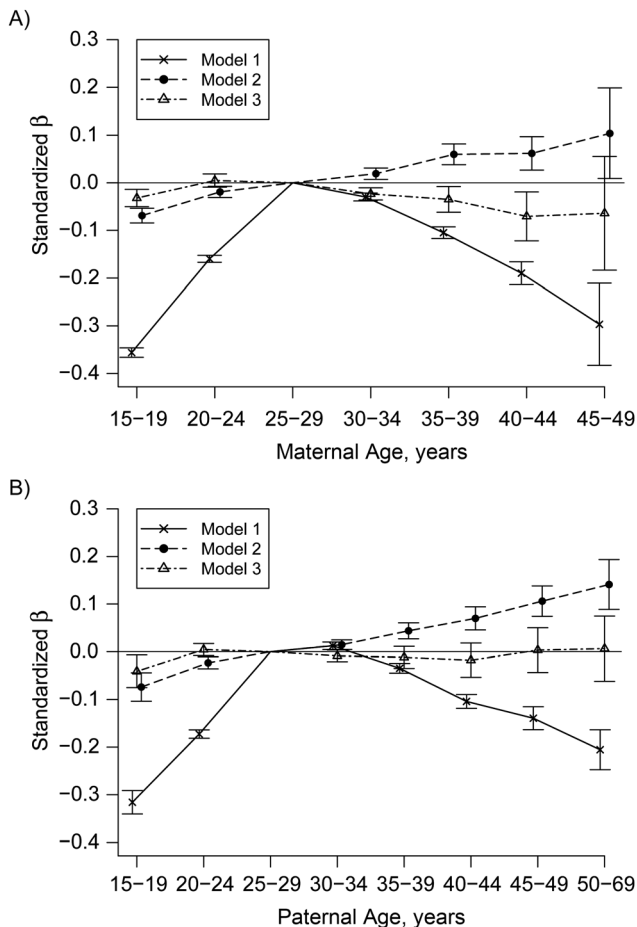 A)
0.3
0.2
0.1
0.0
−0.1
−0.2
−0.3
−0.4
Standardized β
Model 1
Model 2
Model 3
15−19 20−24 25−29 30−34 35−39 40−44 45−49
Maternal Age, years
B)
0.3
0.2
0.1
0.0
−0.1
−0.2
−0.3
−0.4
Standardized β
Model 1
Model 2
Model 3
15−19 20−24 25−29 30−34 35−39 40−44 45−49 50−69
Paternal Age, years